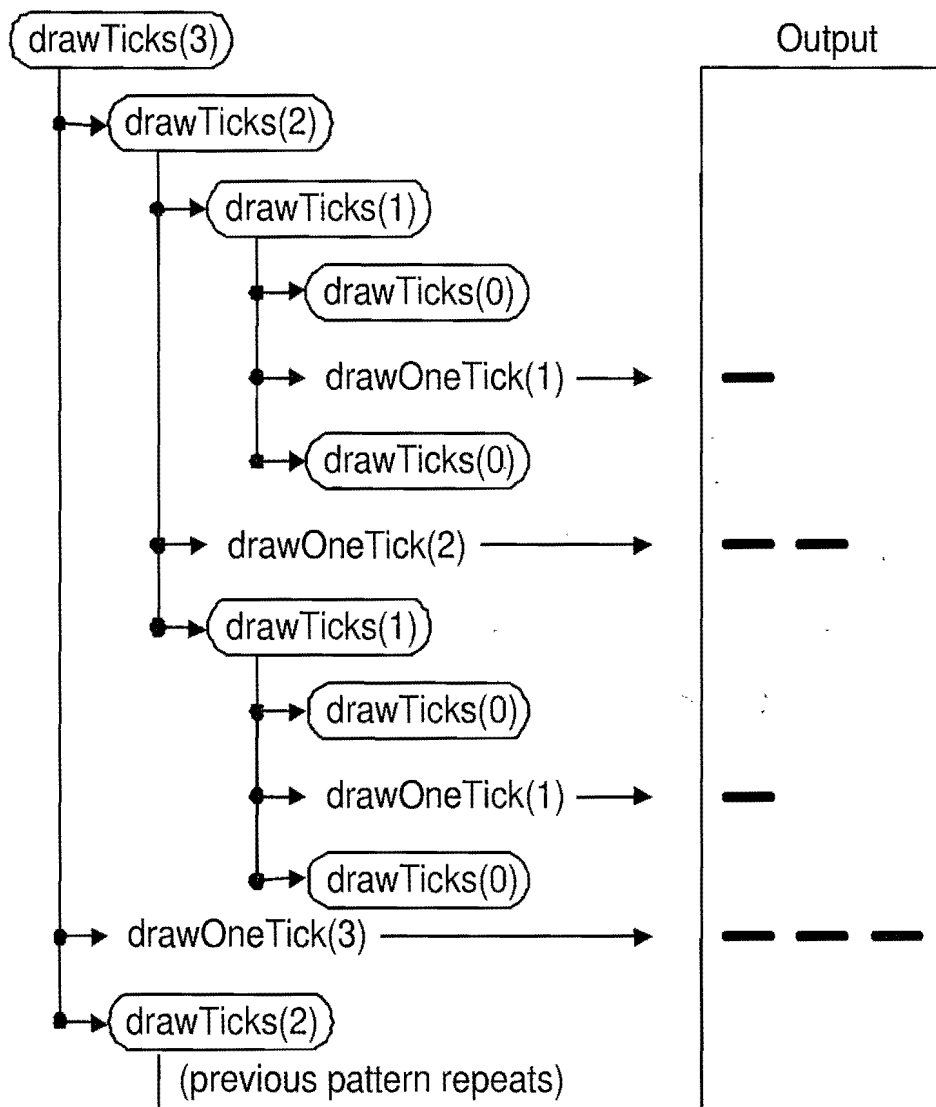 drawTicks(3)
Output
drawTicks(2)
drawTicks(1)
drawTicks(0)
drawOneTick(1)
drawTicks(0)
drawOneTick(2)
drawTicks(1)
drawTicks(0)
drawOneTick(1)
drawTicks(0)
drawOneTick(3)
drawTicks(2)
(previous pattern repeats)